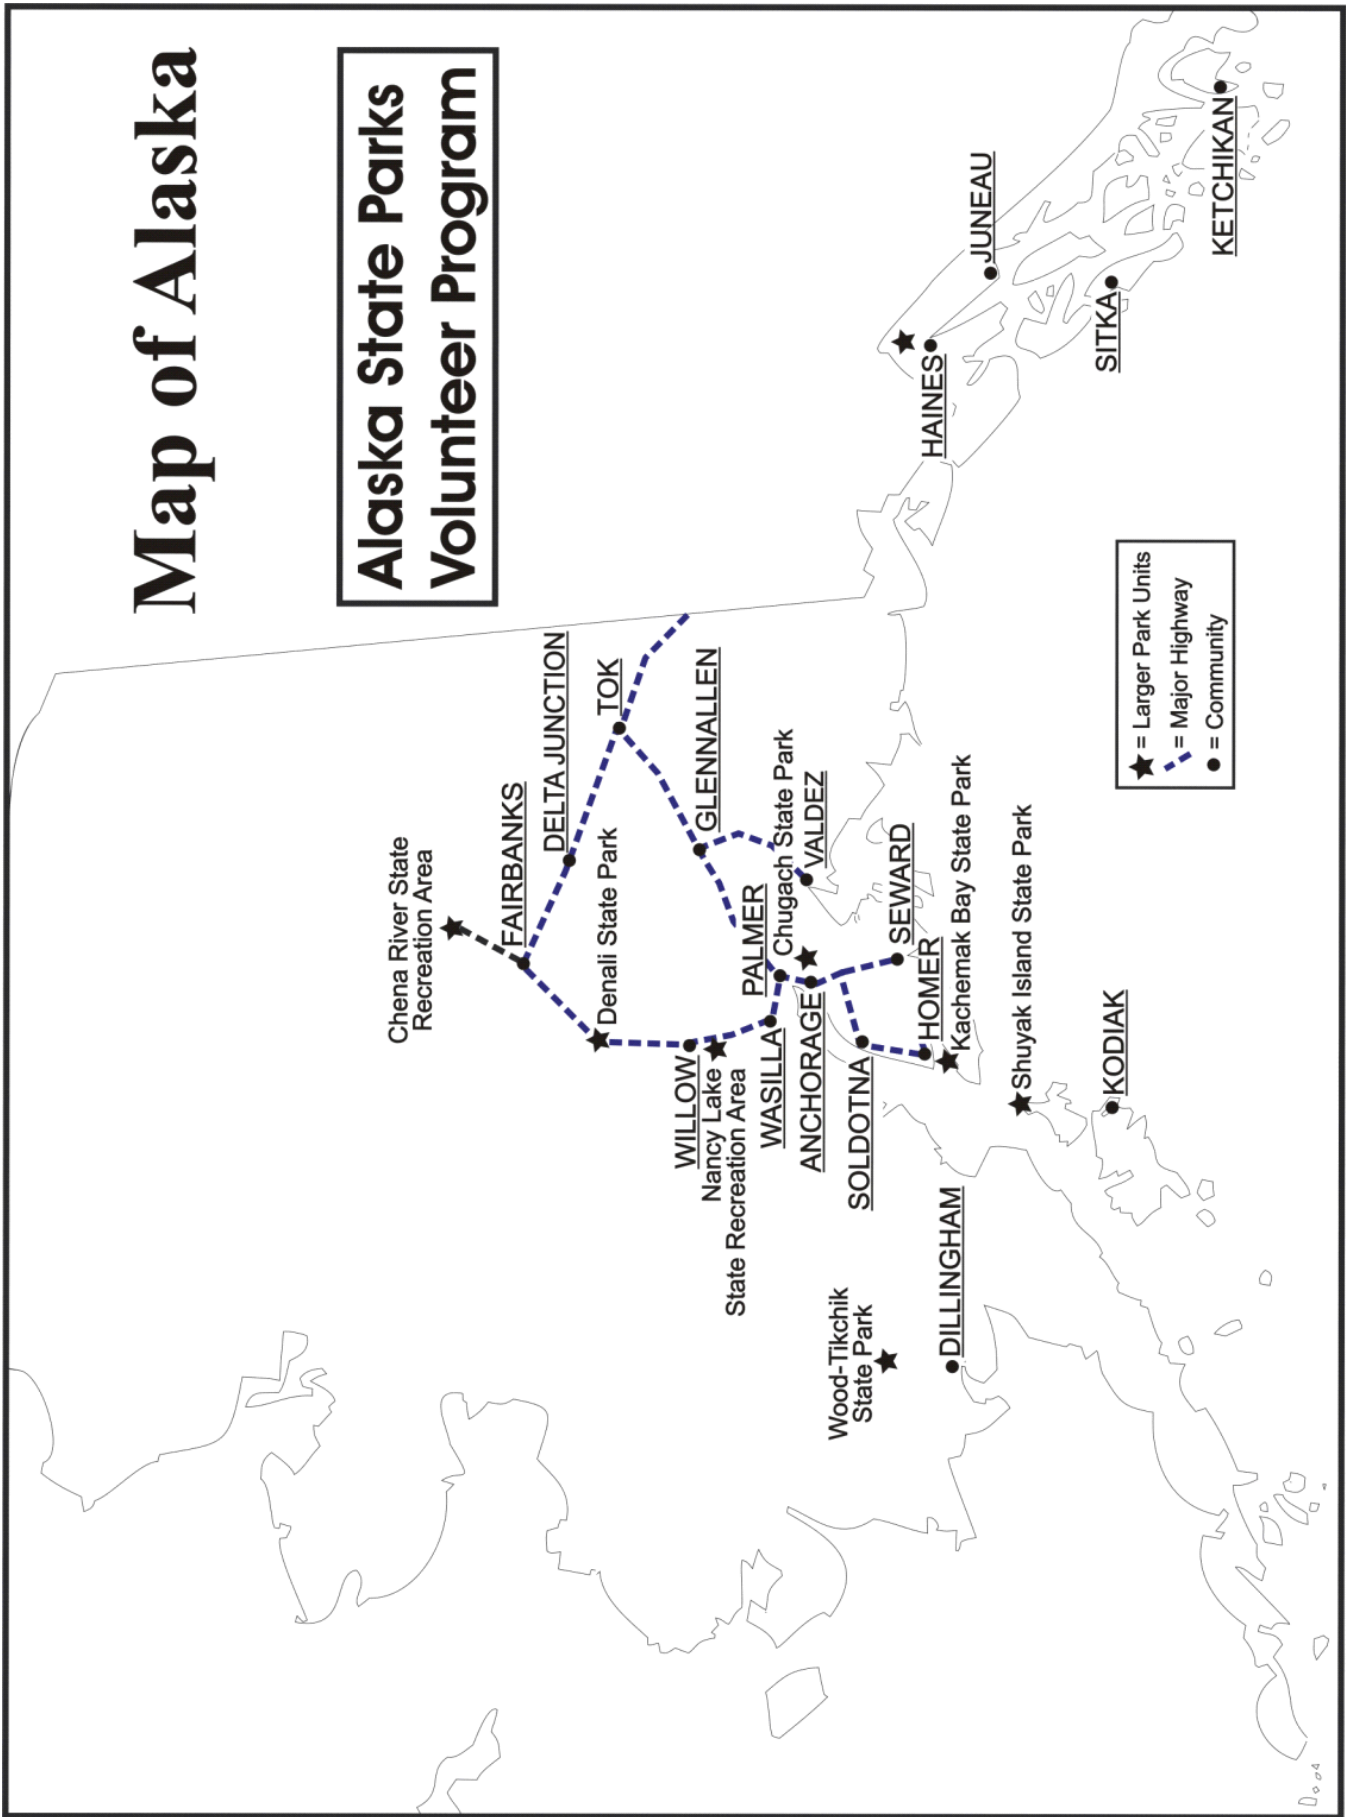 Map of Alaska
Alaska State Parks
Volunteer Program
Chena River State
Recreation Area
FAIRBANKS
DELTA JUNCTION
Denali State Park
TOK
WILLOW
Nancy Lake
State Recreation Area
GLENNALLEN
PALMER
WASILLA
Chugach State Park
ANCHORAGE
VALDEZ
SOLDOTNA
SEWARD
HOMER
Kachemak Bay State Park
Wood-Tikchik
State Park
DILLINGHAM
Shuyak Island State Park
KODIAK
HAINES
JUNEAU
SITKA
KETCHIKAN
= Larger Park Units
= Major Highway
= Community